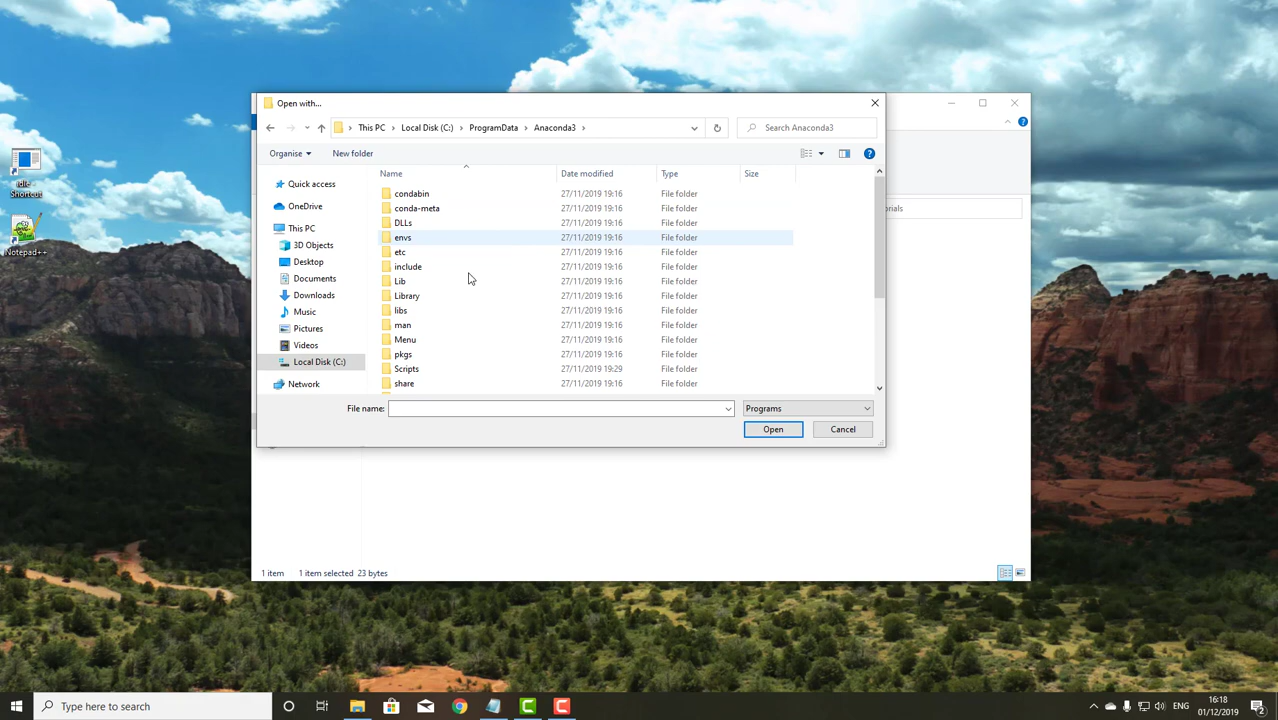 Open with...
This PC
Local Disk (C:)
ProgramData
Anaconda3
Search Anaconda3
Organise
New folder
Name
Date modified
Type
Size
condabin 27/11/2019 19:16 File folder
conda-meta 27/11/2019 19:16 File folder
DLLs 27/11/2019 19:16 File folder
envs 27/11/2019 19:16 File folder
etc 27/11/2019 19:16 File folder
include 27/11/2019 19:16 File folder
Lib 27/11/2019 19:16 File folder
Library 27/11/2019 19:16 File folder
libs 27/11/2019 19:16 File folder
man 27/11/2019 19:16 File folder
Menu 27/11/2019 19:16 File folder
pkgs 27/11/2019 19:16 File folder
Scripts 27/11/2019 19:29 File folder
share 27/11/2019 19:16 File folder
Quick access
OneDrive
This PC
3D Objects
Desktop
Documents
Downloads
Music
Pictures
Videos
Local Disk (C:)
Network
File name:
Programs
Open
Cancel
orials
1 item
1 item selected 23 bytes
idle -
Shortcut
Notepad++
Type here to search
ENG
16:18
01/12/2019
2